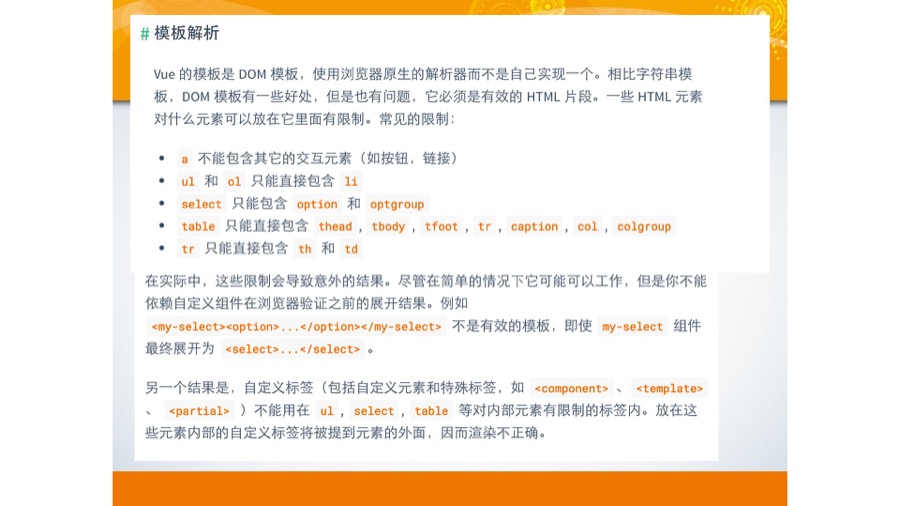 # 模板解析
Vue 的模板是 DOM 模板，使用浏览器原生的解析器而不是自己实现一个。相比字符串模
板，DOM 模板有一些好处，但是也有问题，它必须是有效的 HTML 片段。一些 HTML 元素
对什么元素可以放在它里面有限制。常见的限制：
• a 不能包含其它的交互元素（如按钮，链接）
• ul 和 ol 只能直接包含 li
• select 只能包含 option 和 optgroup
• table 只能直接包含 thead , tbody , tfoot , tr , caption , col , colgroup
• tr 只能直接包含 th 和 td
在实际中，这些限制会导致意外的结果。尽管在简单的情况下它可能可以工作，但是你不能
依赖自定义组件在浏览器验证之前的展开结果。例如
<my-select><option>...</option></my-select> 不是有效的模板，即使 my-select 组件
最终展开为 <select>...</select> 。
另一个结果是，自定义标签（包括自定义元素和特殊标签，如 <component> 、 <template>
、 <partial> ）不能用在 ul , select , table 等对内部元素有限制的标签内。放在这
些元素内部的自定义标签将被提到元素的外面，因而渲染不正确。